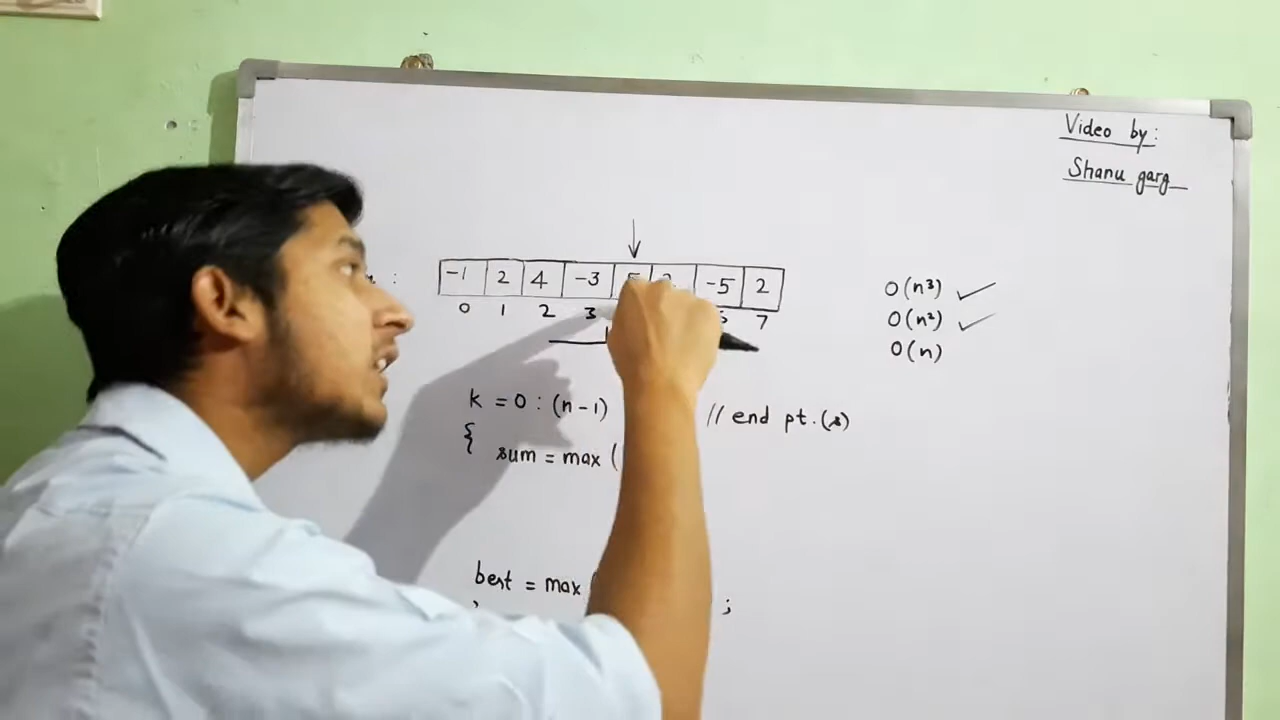 Video by:
Shanu garg
-1 2 4 -3 5 -5 2
0 1 2 3 7
O(n³)
O(n²)
O(n)
k = 0 : (n-1) // end pt.(s)
{
sum = max (
best = max ;